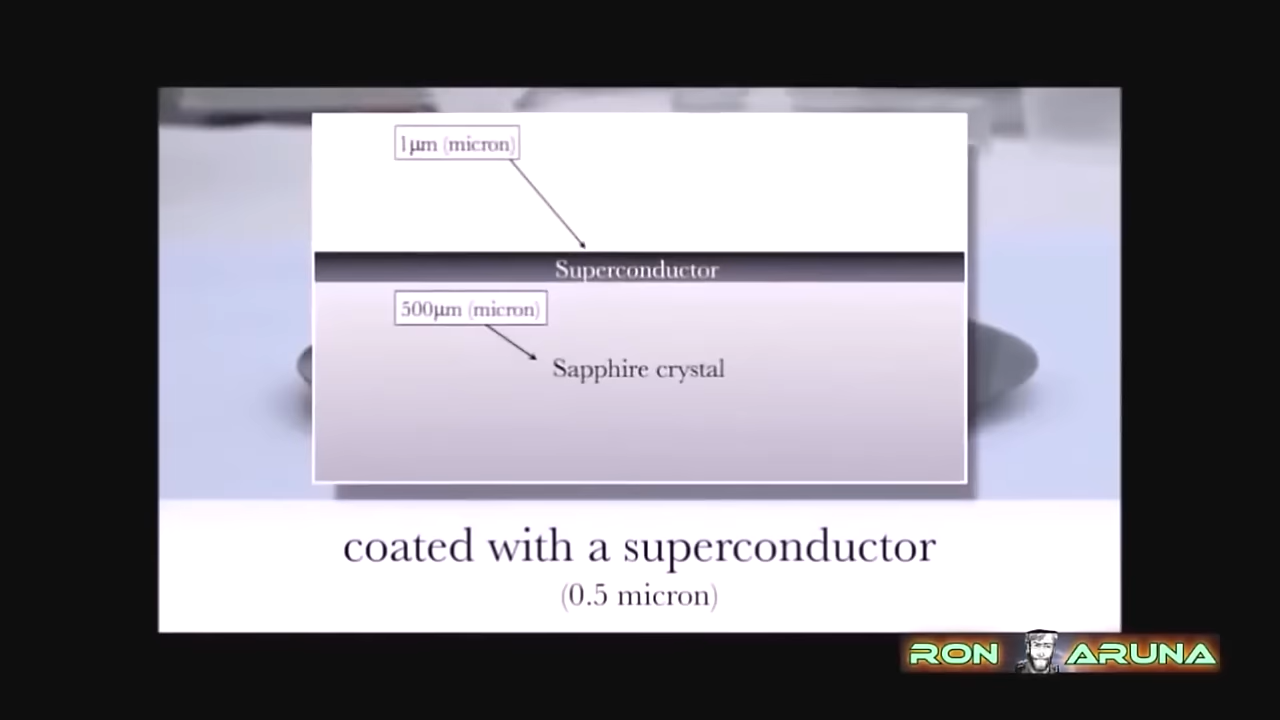 1μm (micron)
Superconductor
500μm (micron)
Sapphire crystal
coated with a superconductor
(0.5 micron)
RON ARUNA